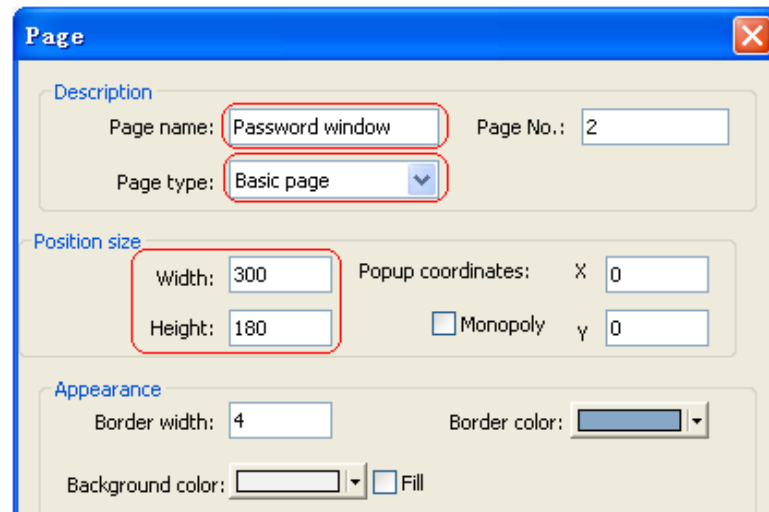 Page
Description
Page name: Password window Page No.: 2
Page type: Basic page
Position size
Width: 300 Popup coordinates: X 0
Height: 180 Monopoly Y 0
Appearance
Border width: 4 Border color:
Background color: Fill